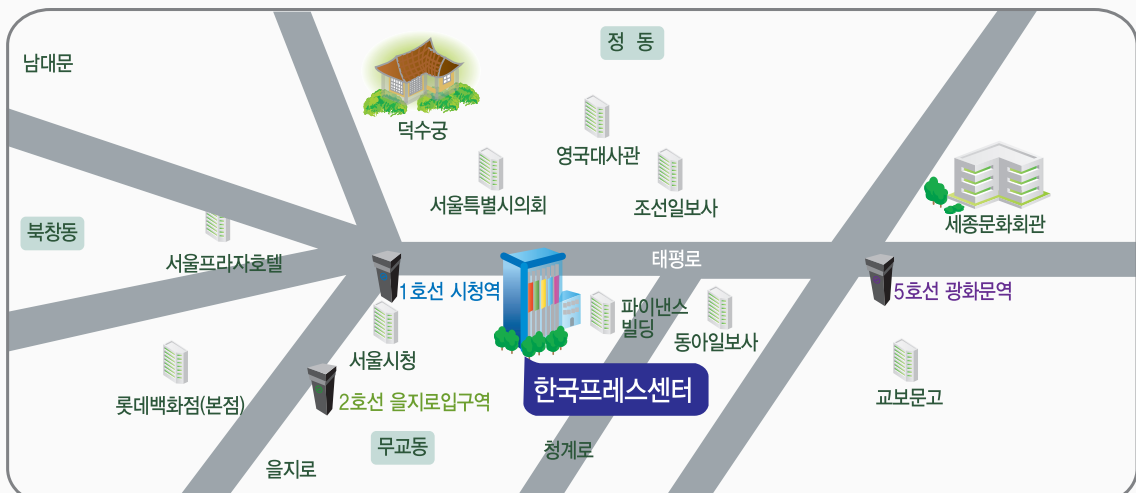 남대문
정 동
덕수궁
영국대사관
서울특별시의회
조선일보사
세종문화회관
북창동
서울프라자호텔
태평로
1호선 시청역
5호선 광화문역
파이낸스
빌딩
동아일보사
서울시청
한국프레스센터
롯데백화점(본점)
2호선 을지로입구역
교보문고
무교동
청계로
을지로